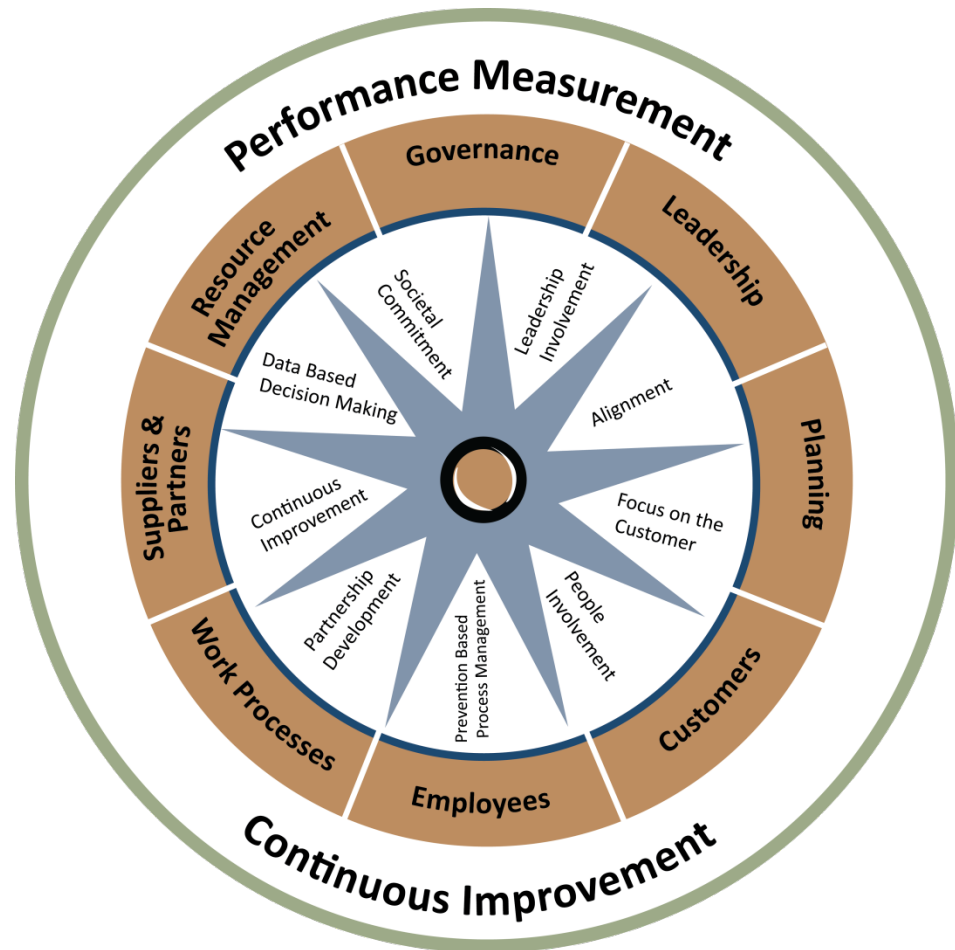 Performance Measurement
Governance
Leadership
Planning
Customers
Employees
Work Processes
Suppliers &
Partners
Resource
Management
Leadership
Involvement
Alignment
Focus on the
Customer
People
Involvement
Prevention Based
Process Management
Partnership
Development
Continuous
Improvement
Data Based
Decision Making
Societal
Commitment
Continuous Improvement